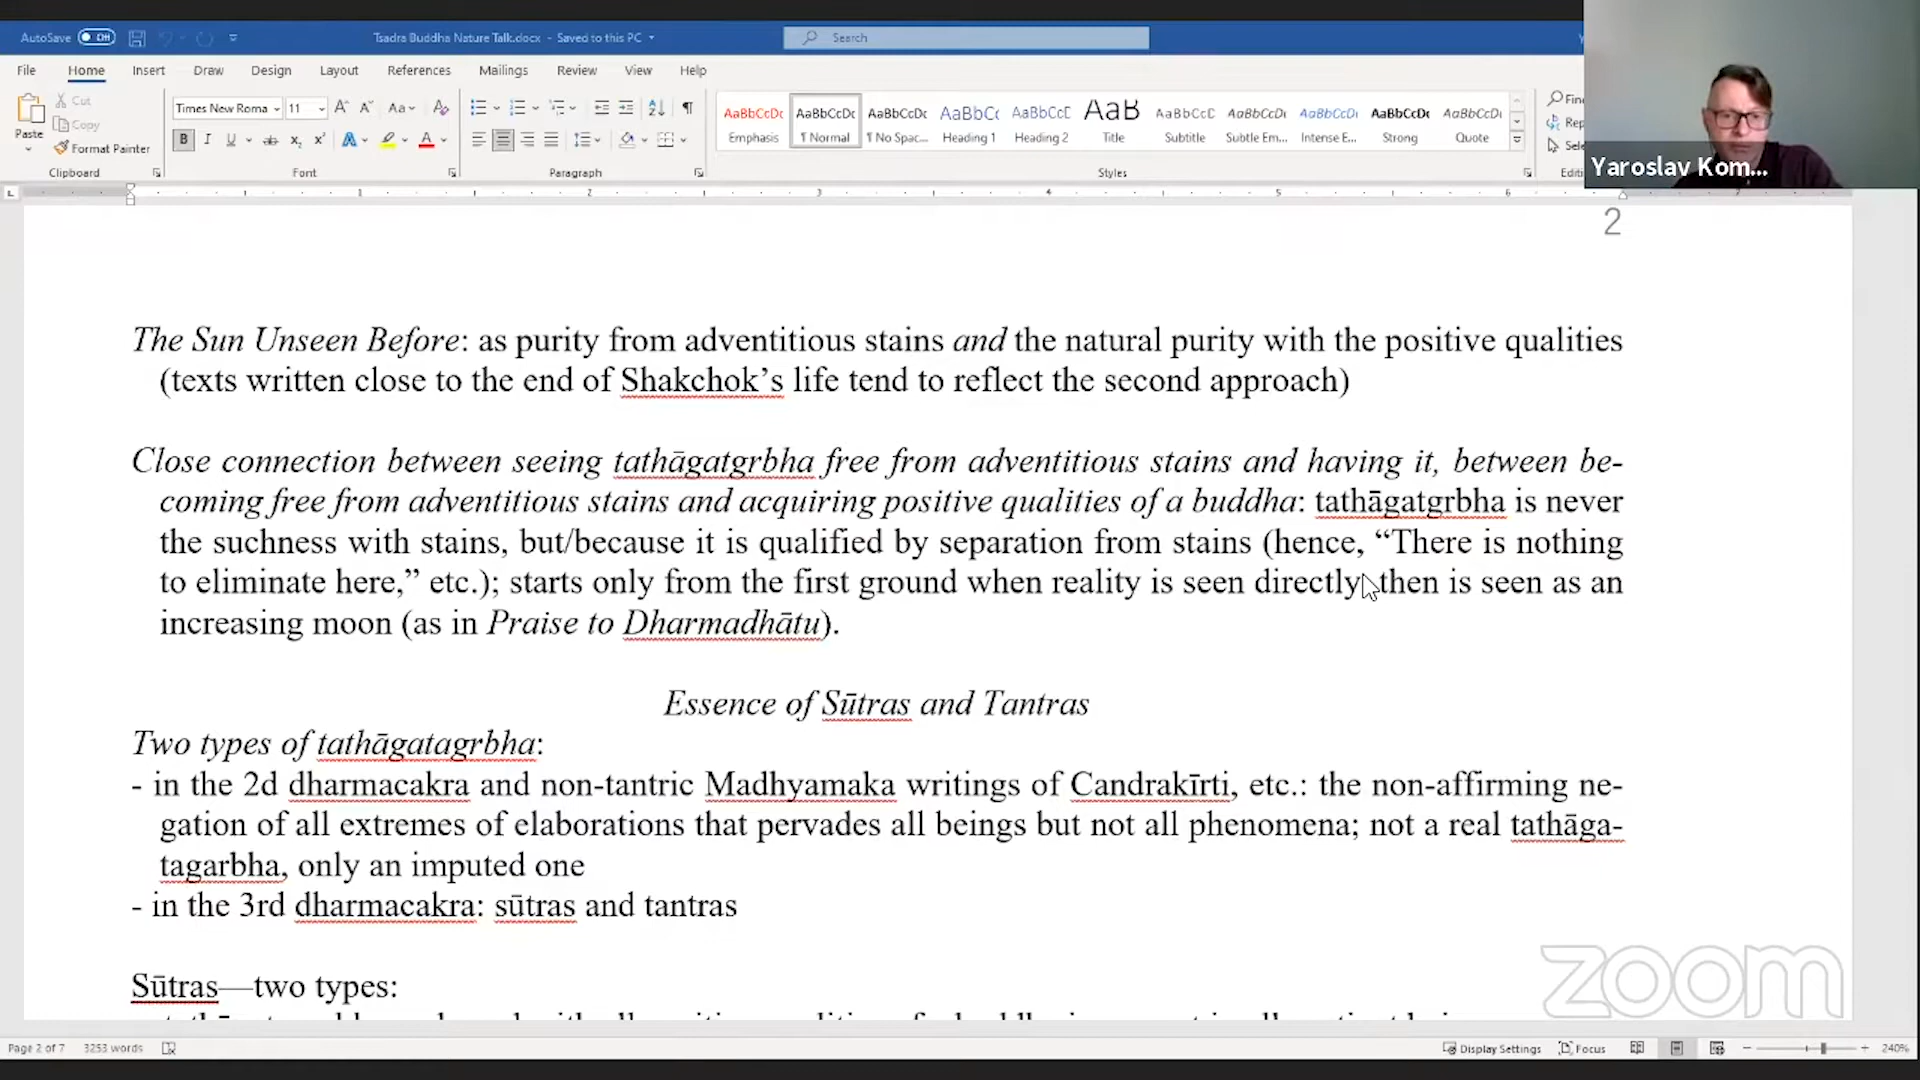 AutoSave Off Tsadra Buddha Nature Talk.docx - Saved to this PC Search
File Home Insert Draw Design Layout References Mailings Review View Help
Paste Cut Copy Format Painter
Times New Roma 11 Aa
AaBbCcDc AaBbCcDc AaBbCcDc AaBbCc AaBbCcD AaB AaBbCcD AaBbCcDc AaBbCcDc AaBbCcDc AaBbCcDc
Emphasis ¶ Normal ¶ No Spac... Heading 1 Heading 2 Title Subtitle Subtle Em... Intense E... Strong Quote
Clipboard Font Paragraph Styles
Yaroslav Kom...
2
The Sun Unseen Before: as purity from adventitious stains and the natural purity with the positive qualities
(texts written close to the end of Shakchok’s life tend to reflect the second approach)
Close connection between seeing tathāgatgrbha free from adventitious stains and having it, between be-
coming free from adventitious stains and acquiring positive qualities of a buddha: tathāgatgrbha is never
the suchness with stains, but/because it is qualified by separation from stains (hence, “There is nothing
to eliminate here,” etc.); starts only from the first ground when reality is seen directly then is seen as an
increasing moon (as in Praise to Dharmadhātu).
Essence of Sūtras and Tantras
Two types of tathāgatagrbha:
- in the 2d dharmacakra and non-tantric Madhyamaka writings of Candrakīrti, etc.: the non-affirming ne-
gation of all extremes of elaborations that pervades all beings but not all phenomena; not a real tathāga-
tagarbha, only an imputed one
- in the 3rd dharmacakra: sūtras and tantras
Sūtras—two types:
zoom
Page 2 of 7 3253 words Display Settings Focus 240%